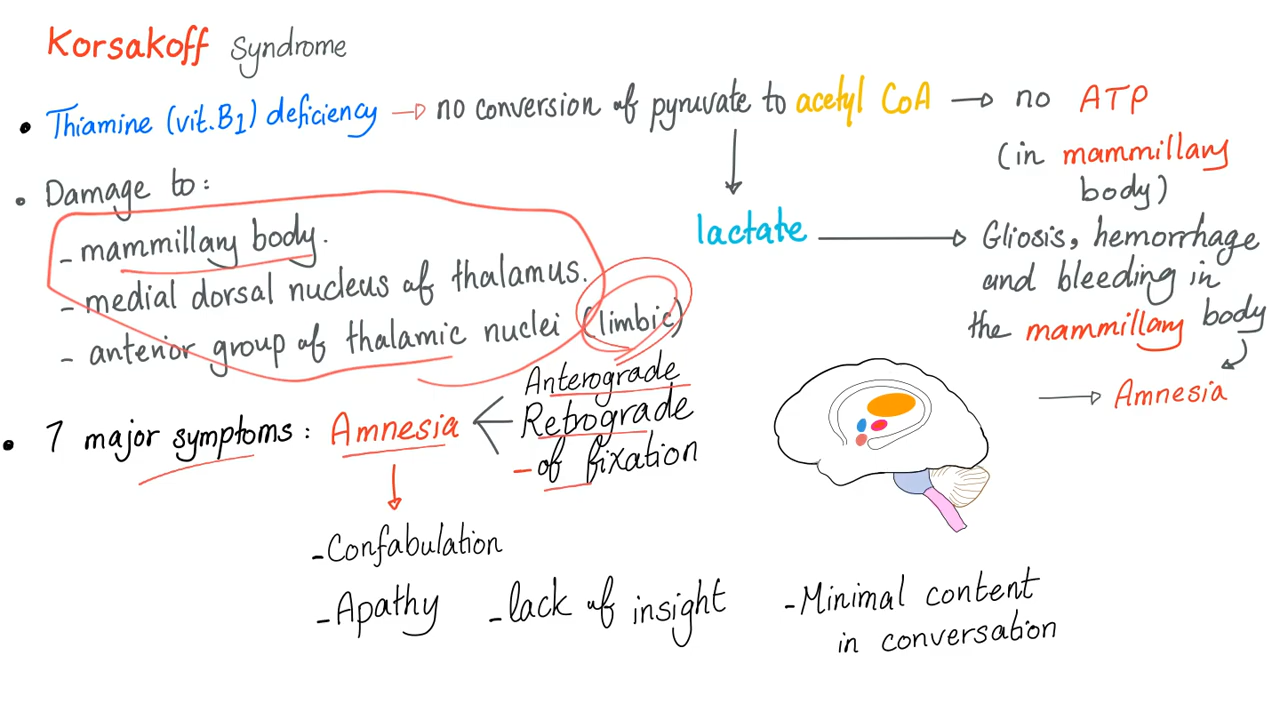 Korsakoff Syndrome
• Thiamine (vit.B1) deficiency → no conversion of pyruvate to acetyl CoA → no ATP
(in mammillary
body)
• Damage to:
- mammillary body.
- medial dorsal nucleus of thalamus.
- anterior group of thalamic nuclei (limbic)
lactate → Gliosis, hemorrhage
and bleeding in
the mammillary body
→ Amnesia
• 7 major symptoms: Amnesia
Anterograde
Retrograde
- of fixation
- Confabulation
- Apathy - lack of insight - Minimal content
in conversation